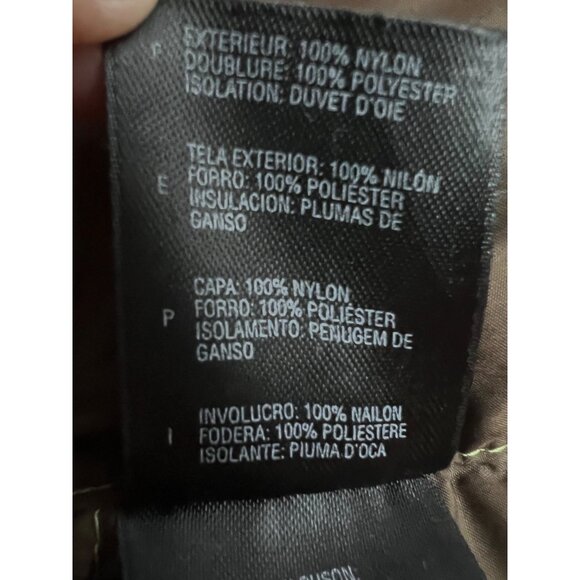 F EXTERIEUR: 100% NYLON
DOUBLURE: 100% POLYESTER
ISOLATION: DUVET D'OIE
TELA EXTERIOR: 100% NILÓN
E FORRO: 100% POLIÉSTER
INSULACION: PLUMAS DE
GANSO
CAPA: 100% NYLON
P FORRO: 100% POLIÉSTER
ISOLAMENTO: PENUGEM DE
GANSO
INVOLUCRO: 100% NAILON
I FODERA: 100% POLIESTERE
ISOLANTE: PIUMA D'OCA